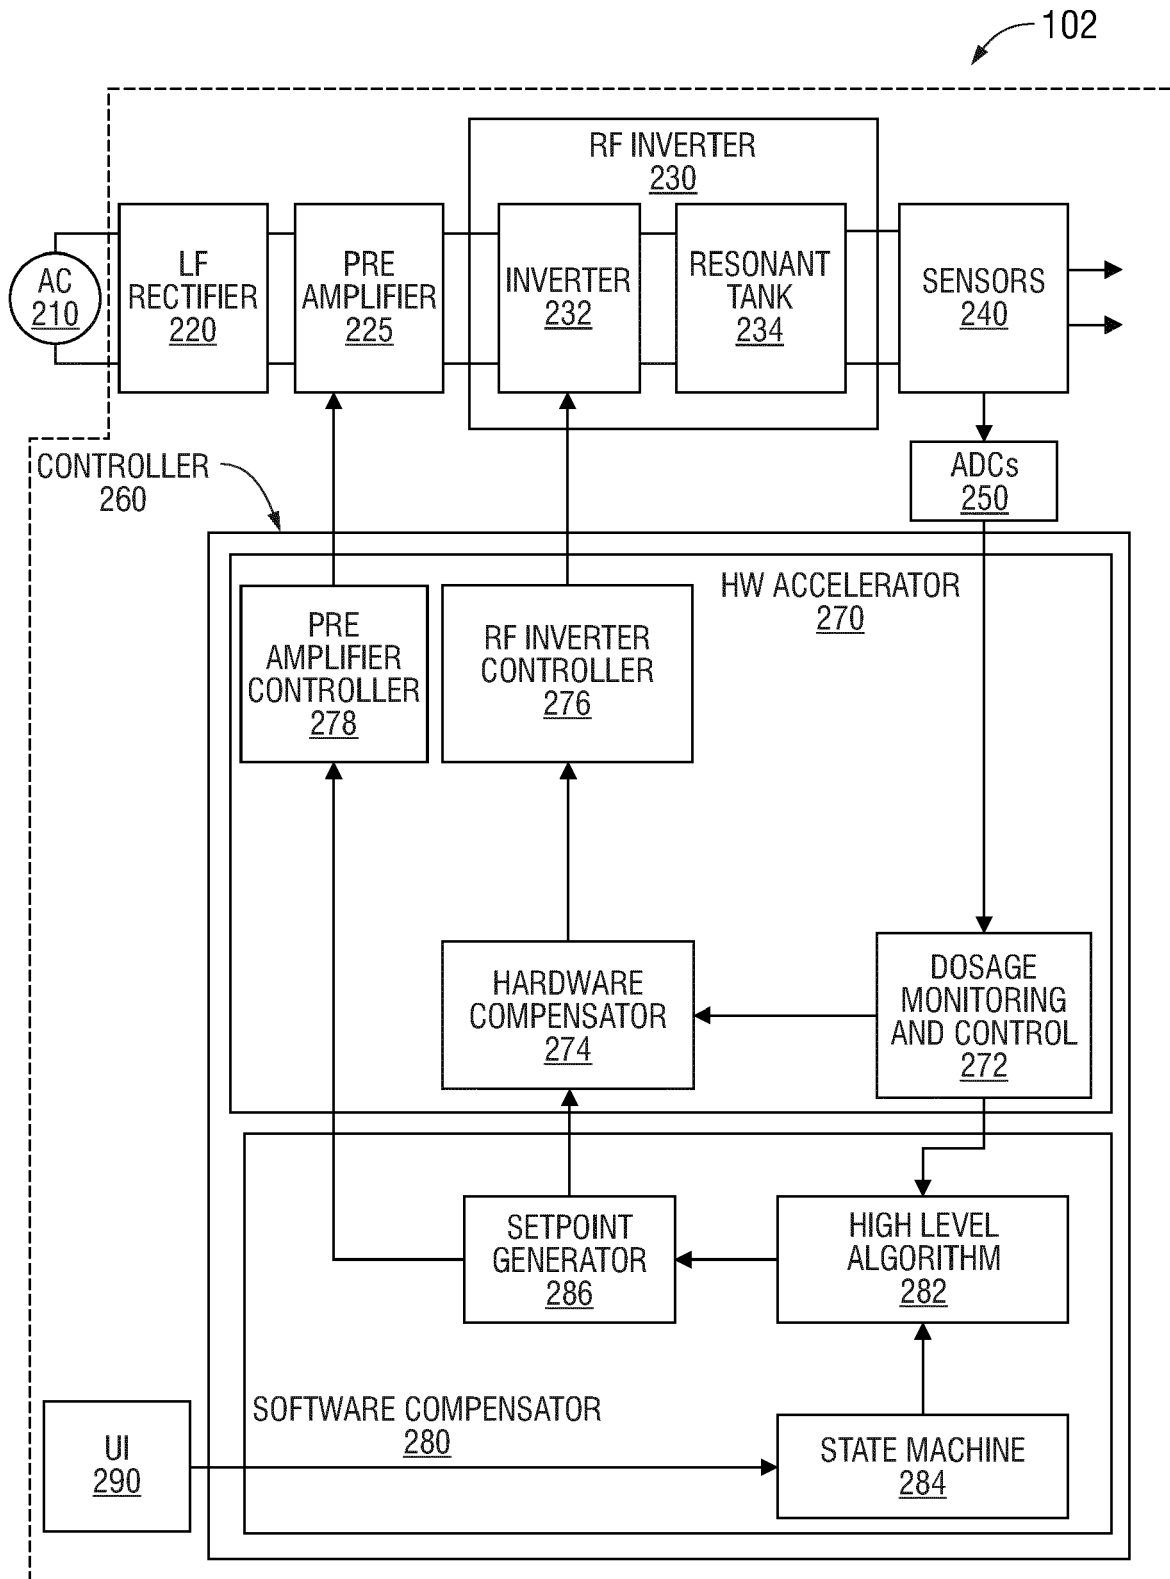 102
RF INVERTER
230
AC
210
LF
RECTIFIER
220
PRE
AMPLIFIER
225
INVERTER
232
RESONANT
TANK
234
SENSORS
240
CONTROLLER
260
ADCs
250
HW ACCELERATOR
270
PRE
AMPLIFIER
CONTROLLER
278
RF INVERTER
CONTROLLER
276
HARDWARE
COMPENSATOR
274
DOSAGE
MONITORING
AND CONTROL
272
SETPOINT
GENERATOR
286
HIGH LEVEL
ALGORITHM
282
SOFTWARE COMPENSATOR
280
UI
290
STATE MACHINE
284